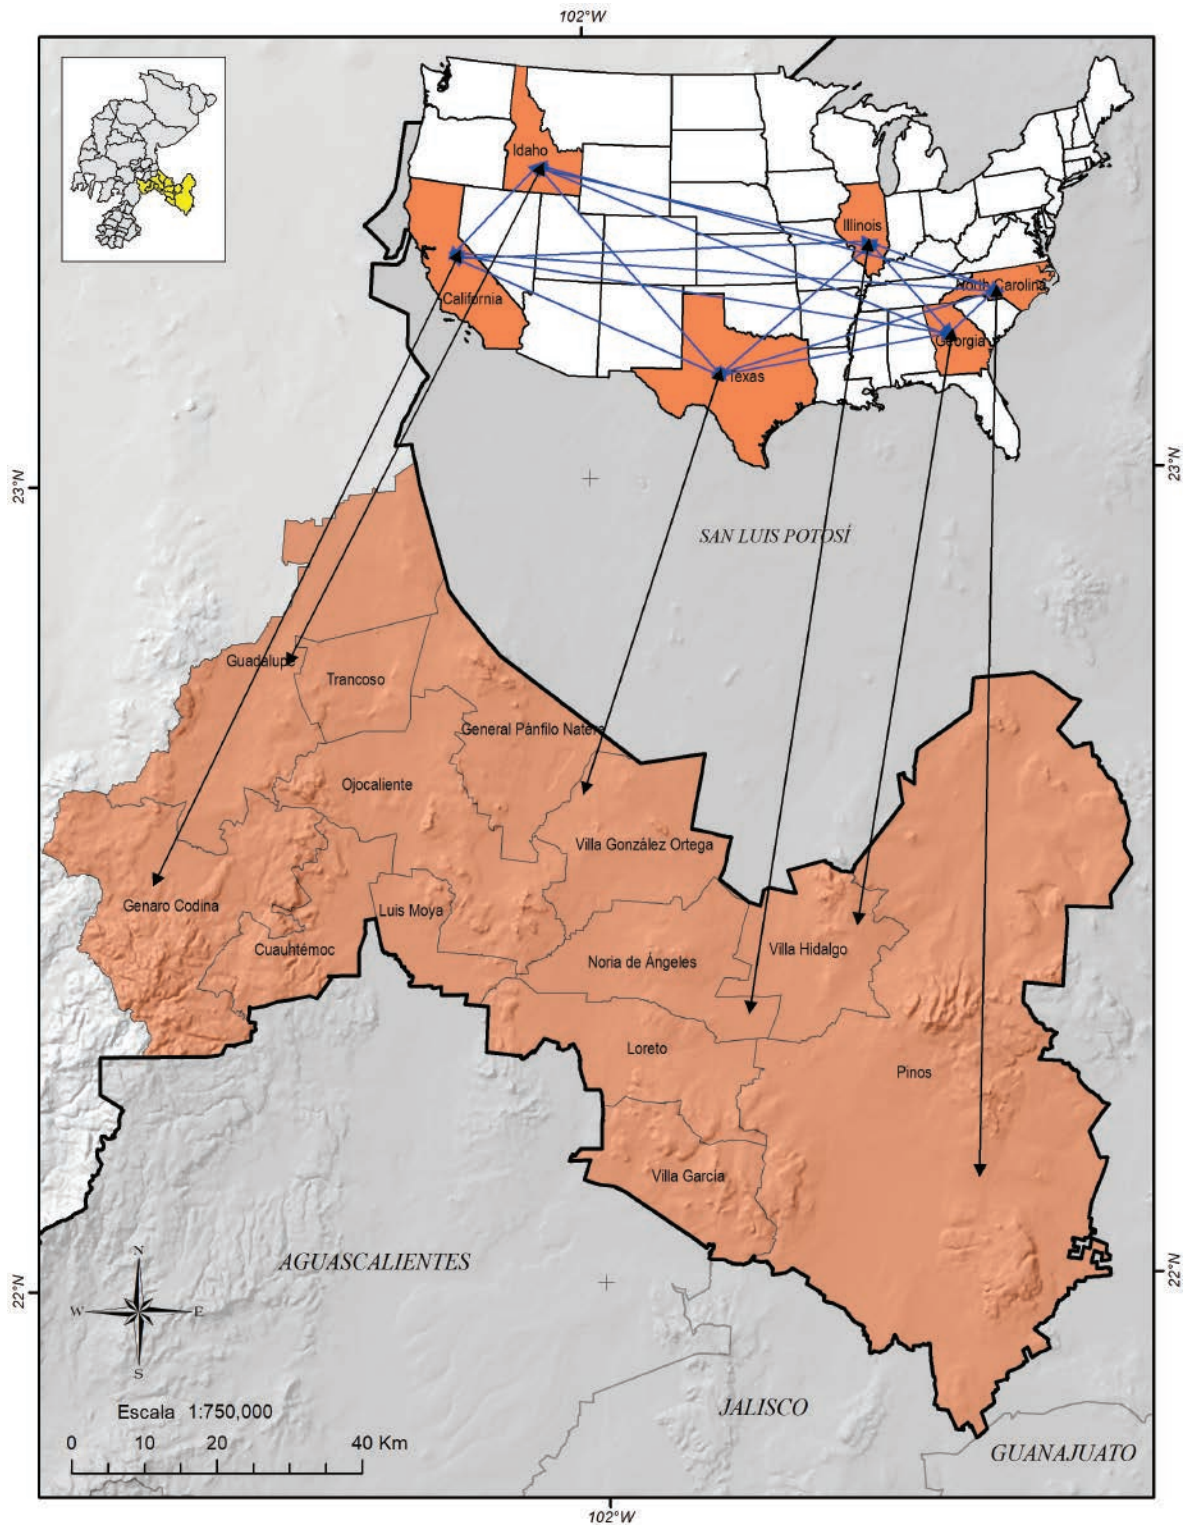 102°W
Idaho
Illinois
North Carolina
California
Georgia
Texas
23°N
23°N
SAN LUIS POTOSÍ
Guadalupe
Trancoso
General Pánfilo Natera
Ojocaliente
Villa González Ortega
Genaro Codina
Luis Moya
Cuauhtémoc
Noria de Ángeles
Villa Hidalgo
Loreto
Pinos
Villa García
AGUASCALIENTES
N
W E
S
22°N
22°N
Escala 1:750,000
0 10 20 40 Km
JALISCO
GUANAJUATO
102°W